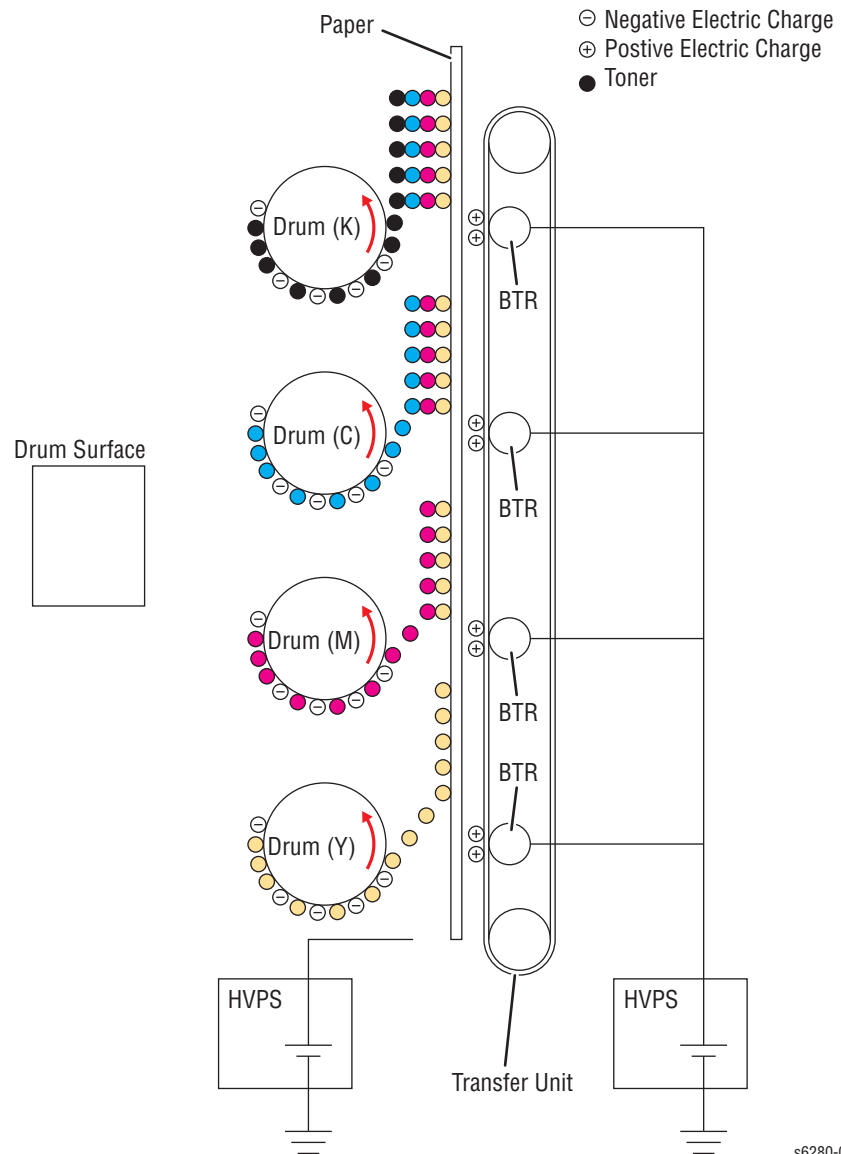 Paper
⊖ Negative Electric Charge
⊕ Postive Electric Charge
● Toner
Drum (K)
BTR
Drum (C)
BTR
Drum Surface
Drum (M)
BTR
BTR
Drum (Y)
HVPS
HVPS
Transfer Unit